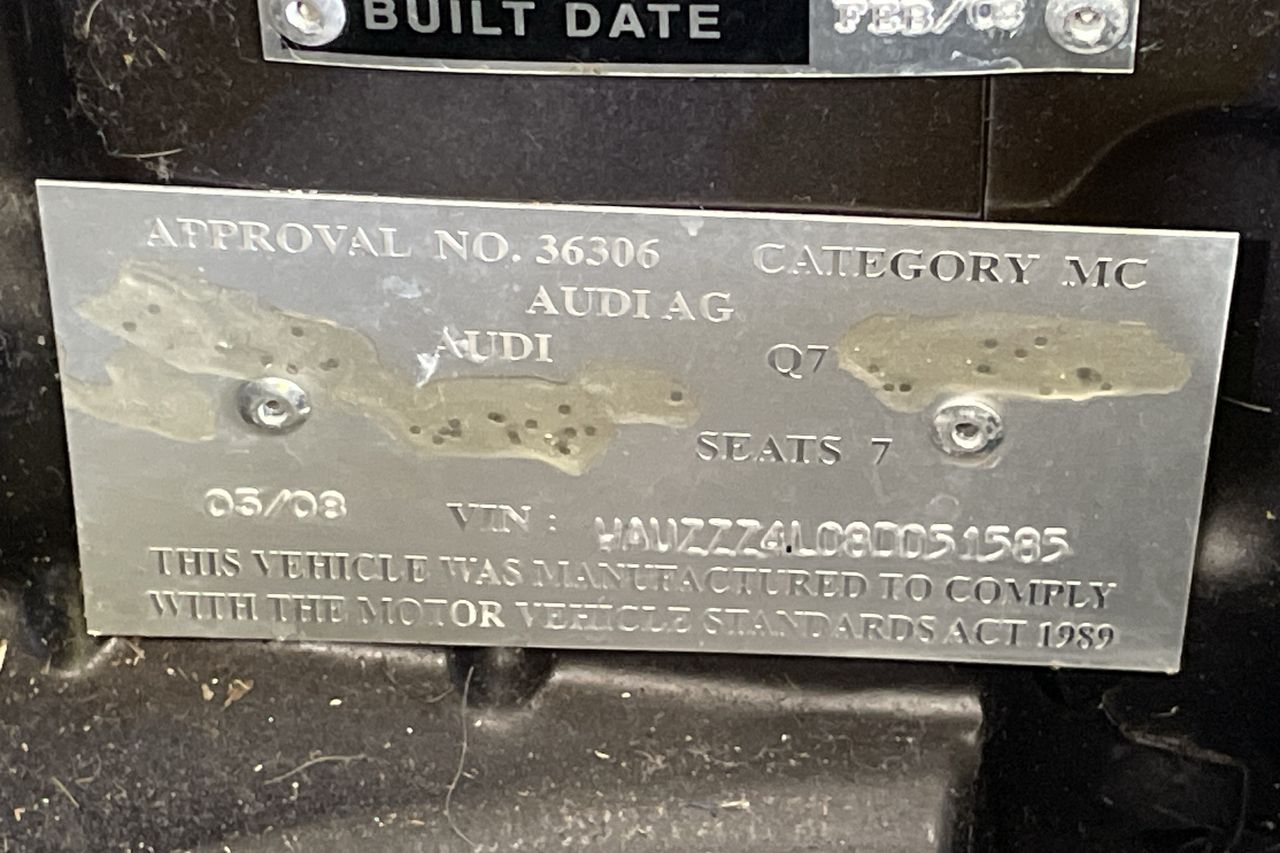 BUILT DATE FEB/08
APPROVAL NO. 36306 CATEGORY MC
AUDI AG
AUDI Q7
SEATS 7
05/08 VIN : WAUZZZ4L08D051585
THIS VEHICLE WAS MANUFACTURED TO COMPLY
WITH THE MOTOR VEHICLE STANDARDS ACT 1989